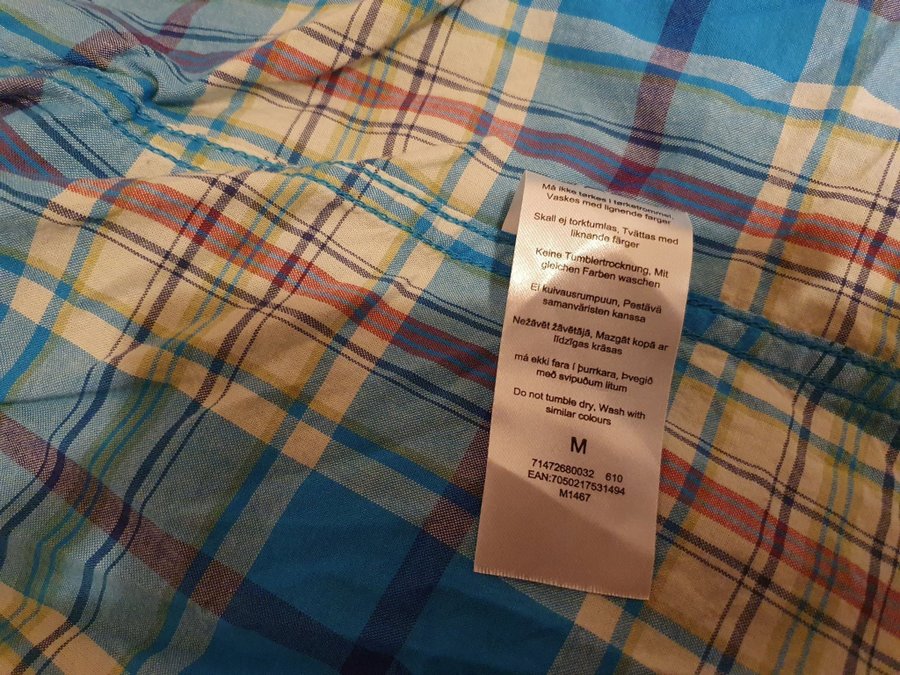 Må ikke tørkes i tørketrommel.
Vaskes med lignende farger
Skall ej torktumlas, Tvättas med
liknande färger
Keine Tumblertrocknung, Mit
gleichen Farben waschen
Ei kuivausrumpuun, Pestävä
samanväristen kanssa
Nežāvēt žāvētājā, Mazgāt kopā ar
līdzīgas krāsas
má ekki fara í þurrkara, Þvegið
með svipuðum litum
Do not tumble dry, Wash with
similar colours
M
71472680032 610
EAN:7050217531494
M1467